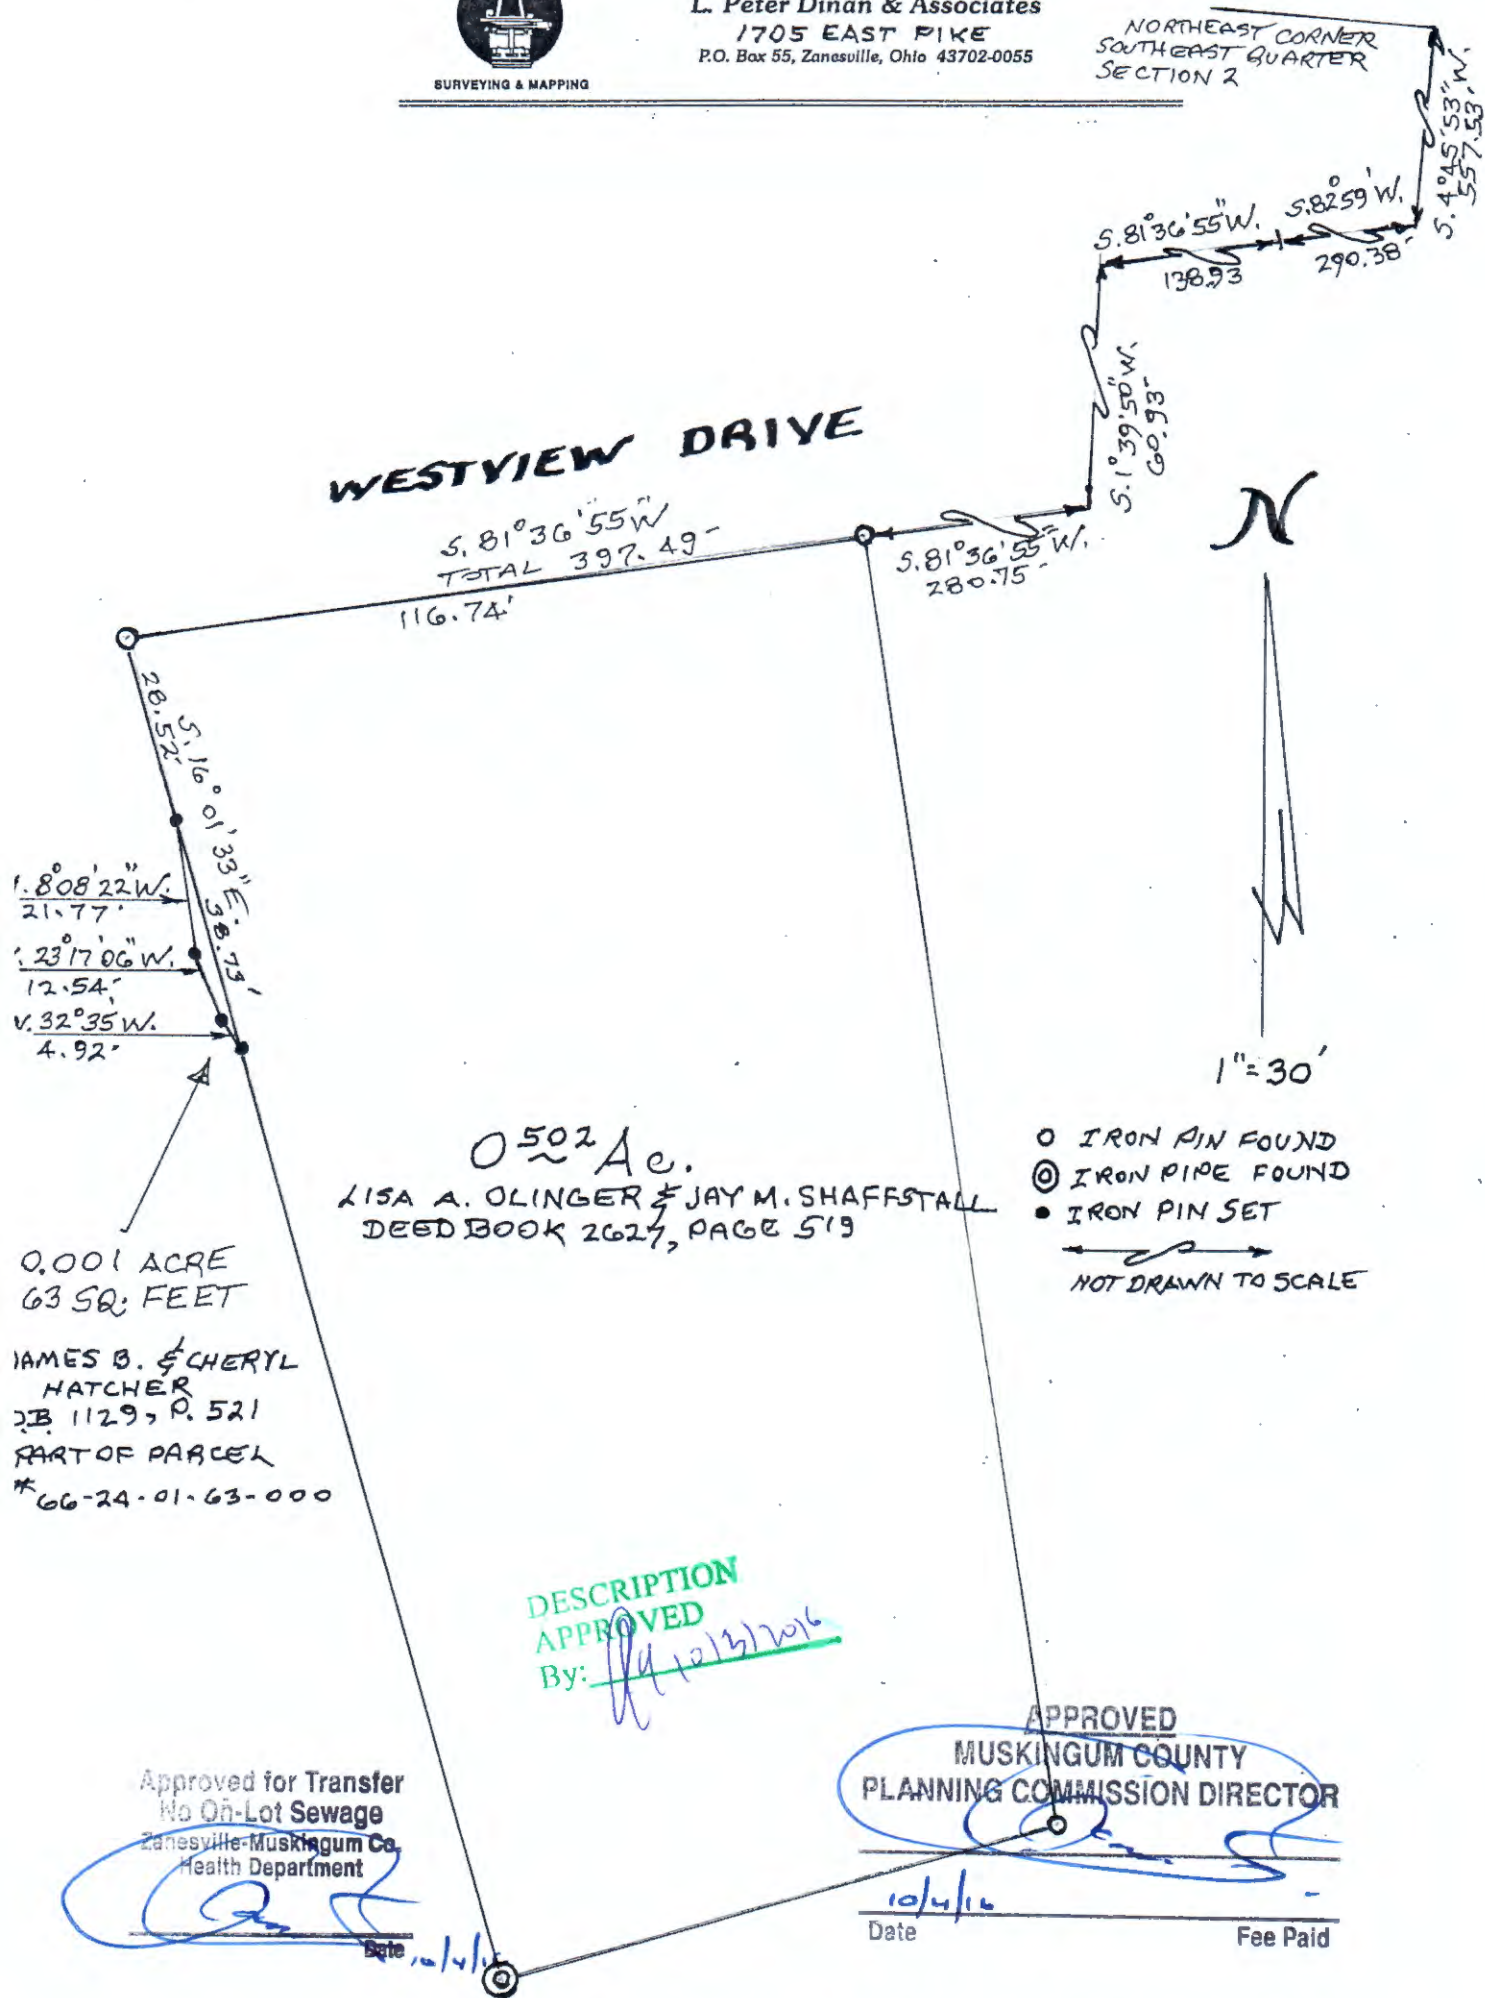 L. Peter Dinan & Associates
1705 EAST PIKE
P.O. Box 55, Zanesville, Ohio 43702-0055
SURVEYING & MAPPING
NORTHEAST CORNER
SOUTHEAST QUARTER
SECTION 2
S. 4°45'53" W.
557.53'
S. 82°59' W.
290.38'
S. 81°36'55" W.
138.93
S. 1°39'50" W.
60.93'
WESTVIEW DRIVE
S. 81°36'55" W
TOTAL 397.49'
116.74'
S. 81°36'55" W.
280.75'
N
1"=30'
28.52'
S. 16°01'33" E.
38.73'
8°08'22" W.
21.77'
23°17'06" W.
12.54'
32°35' W.
4.92'
0.502 Ac.
LISA A. OLINGER & JAY M. SHAFFSTALL
DEED BOOK 2627, PAGE 519
O IRON PIN FOUND
◎ IRON PIPE FOUND
● IRON PIN SET
NOT DRAWN TO SCALE
0.001 ACRE
63 SQ. FEET
JAMES B. & CHERYL
HATCHER
D.B. 1129, P. 521
PART OF PARCEL
# 66-24-01-63-000
DESCRIPTION
APPROVED
By: 10/3/2016
Approved for Transfer
No On-Lot Sewage
Zanesville-Muskingum Co.
Health Department
Date 10/4/16
APPROVED
MUSKINGUM COUNTY
PLANNING COMMISSION DIRECTOR
10/4/16
Date Fee Paid